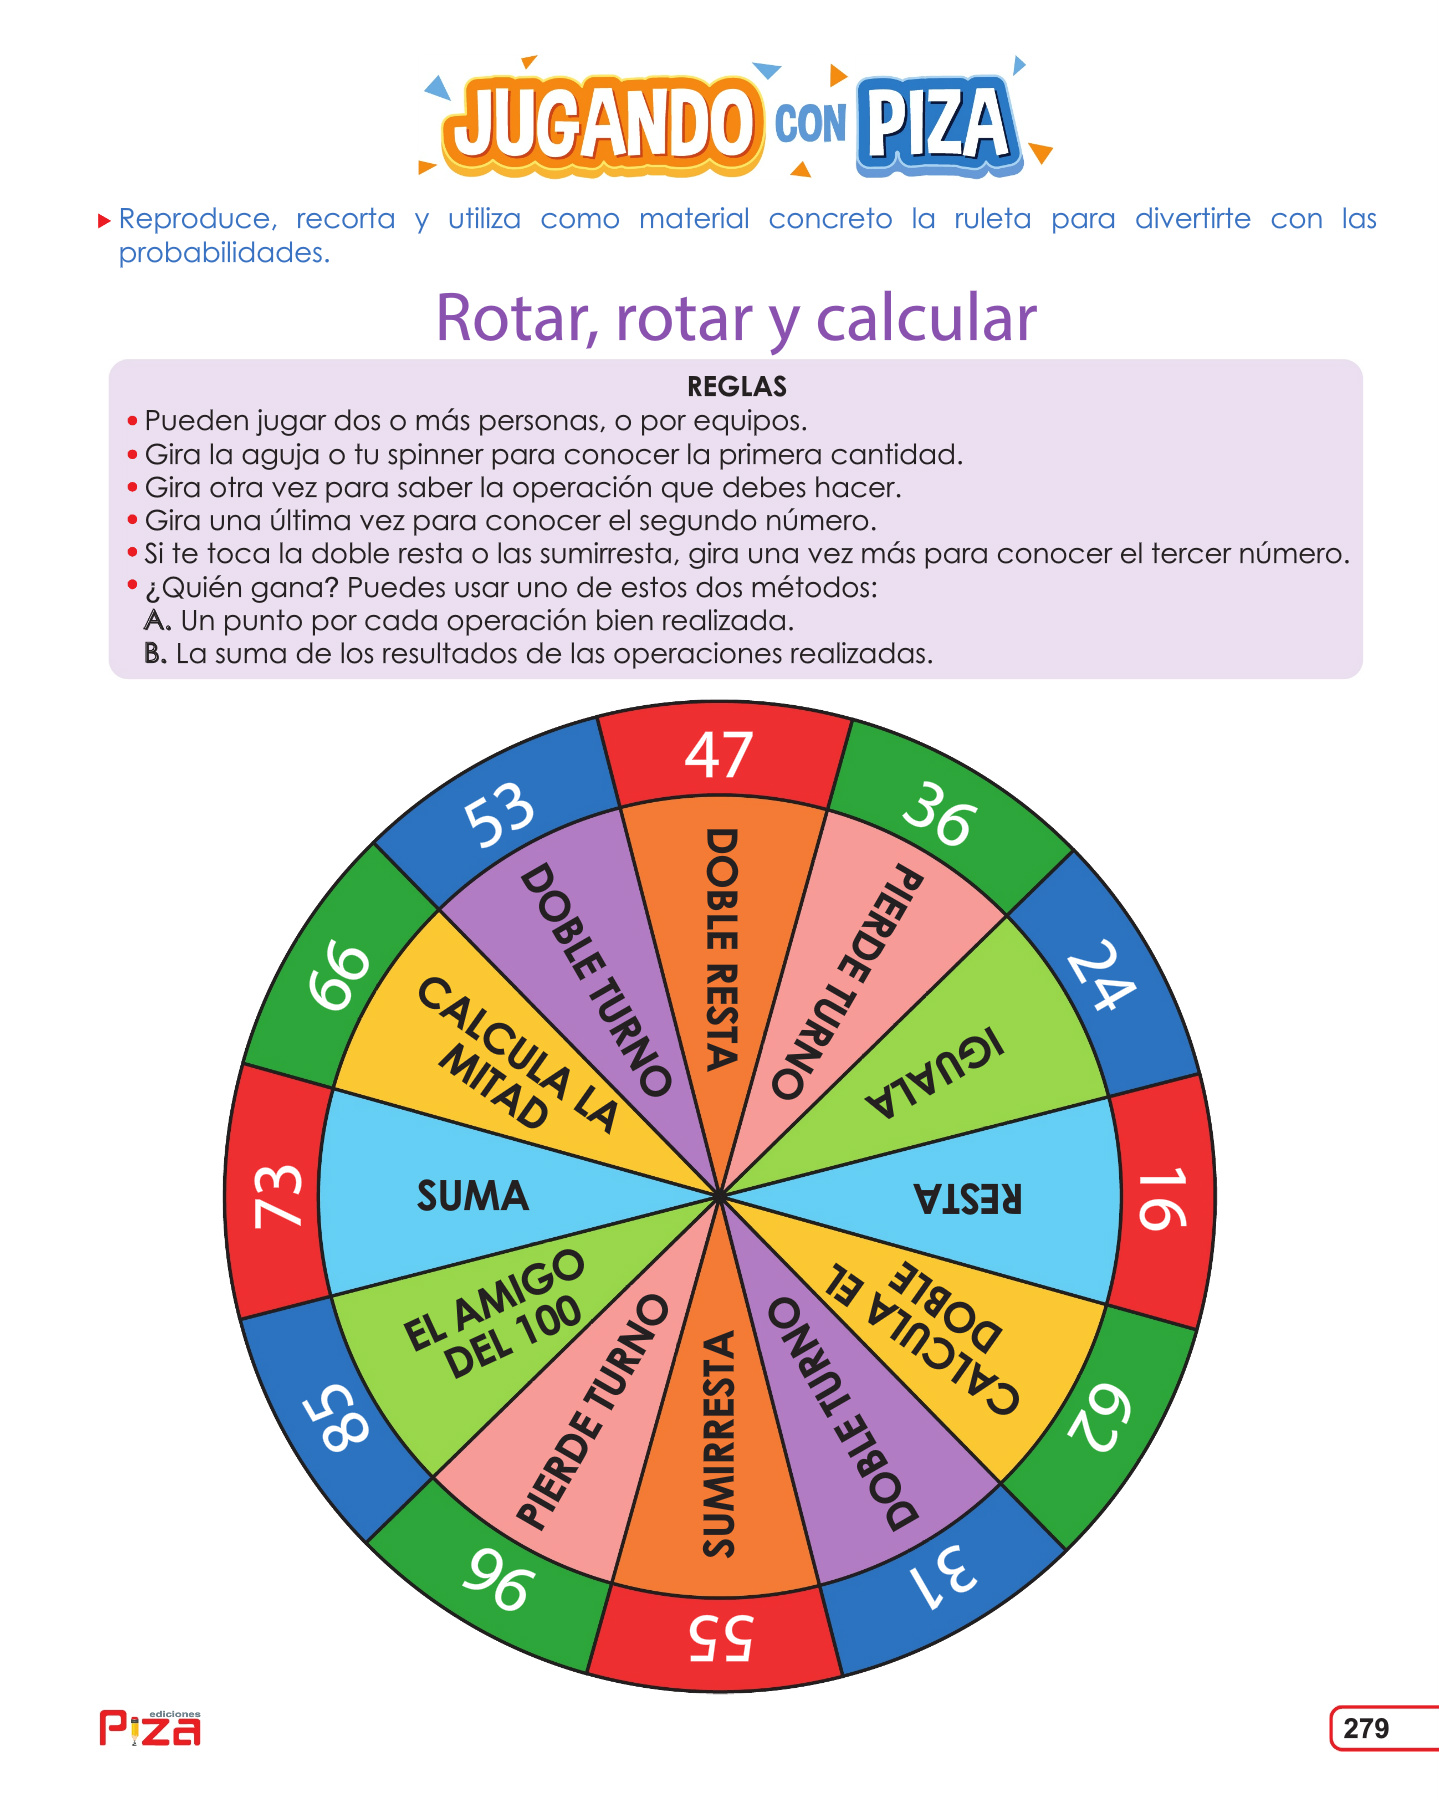 JUGANDO CON PIZA
Reproduce, recorta y utiliza como material concreto la ruleta para divertirte con las
probabilidades.
Rotar, rotar y calcular
REGLAS
• Pueden jugar dos o más personas, o por equipos.
• Gira la aguja o tu spinner para conocer la primera cantidad.
• Gira otra vez para saber la operación que debes hacer.
• Gira una última vez para conocer el segundo número.
• Si te toca la doble resta o las sumirresta, gira una vez más para conocer el tercer número.
• ¿Quién gana? Puedes usar uno de estos dos métodos:
A. Un punto por cada operación bien realizada.
B. La suma de los resultados de las operaciones realizadas.
47
DOBLE RESTA
36
PIERDE TURNO
24
IGUALA
16
RESTA
62
CALCULA EL
DOBLE
31
DOBLE TURNO
55
SUMIRRESTA
96
PIERDE TURNO
85
EL AMIGO
DEL 100
73
SUMA
66
CALCULA LA
MITAD
53
DOBLE TURNO
ediciones
Piza
279